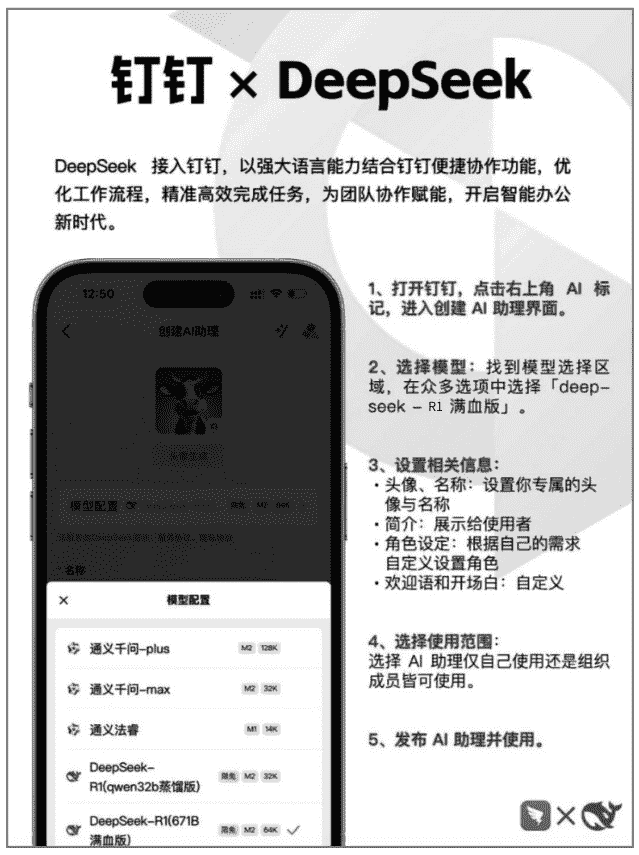 钉钉 × DeepSeek
DeepSeek 接入钉钉，以强大语言能力结合钉钉便捷协作功能，优
化工作流程，精准高效完成任务，为团队协作赋能，开启智能办公
新时代。
12:50
创建AI助理
模型配置
限免 M2 64K
名称
模型配置
通义千问-plus M2 128K
通义千问-max M2 32K
通义法睿 M1 14K
DeepSeek-
R1(qwen32b蒸馏版) 限免 M2 32K
DeepSeek-R1(671B
满血版) 限免 M2 64K
1、打开钉钉，点击右上角 AI 标
记，进入创建 AI 助理界面。
2、选择模型：找到模型选择区
域，在众多选项中选择「deep-
seek - R1 满血版」。
3、设置相关信息：
·头像、名称：设置你专属的头
像与名称
·简介：展示给使用者
·角色设定：根据自己的需求
自定义设置角色
·欢迎语和开场白：自定义
4、选择使用范围：
选择 AI 助理仅自己使用还是组织
成员皆可使用。
5、发布 AI 助理并使用。
×